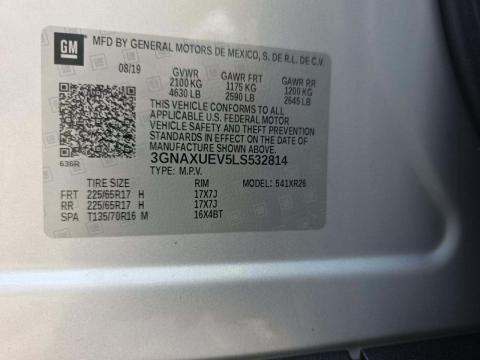 GM
MFD BY GENERAL MOTORS DE MEXICO, S. DE R.L. DE C.V.
08/19 GVWR GAWR FRT GAWR RR
2100 KG 1175 KG 1200 KG
4630 LB 2590 LB 2645 LB
THIS VEHICLE CONFORMS TO ALL
APPLICABLE U.S. FEDERAL MOTOR
VEHICLE SAFETY AND THEFT PREVENTION
STANDARDS IN EFFECT ON THE DATE OF
MANUFACTURE SHOWN ABOVE.
636R
3GNAXUEV5LS532814
TYPE: M.P.V. MODEL: 541XR26
TIRE SIZE RIM
FRT 225/65R17 H 17X7J
RR 225/65R17 H 17X7J
SPA T135/70R16 M 16X4BT